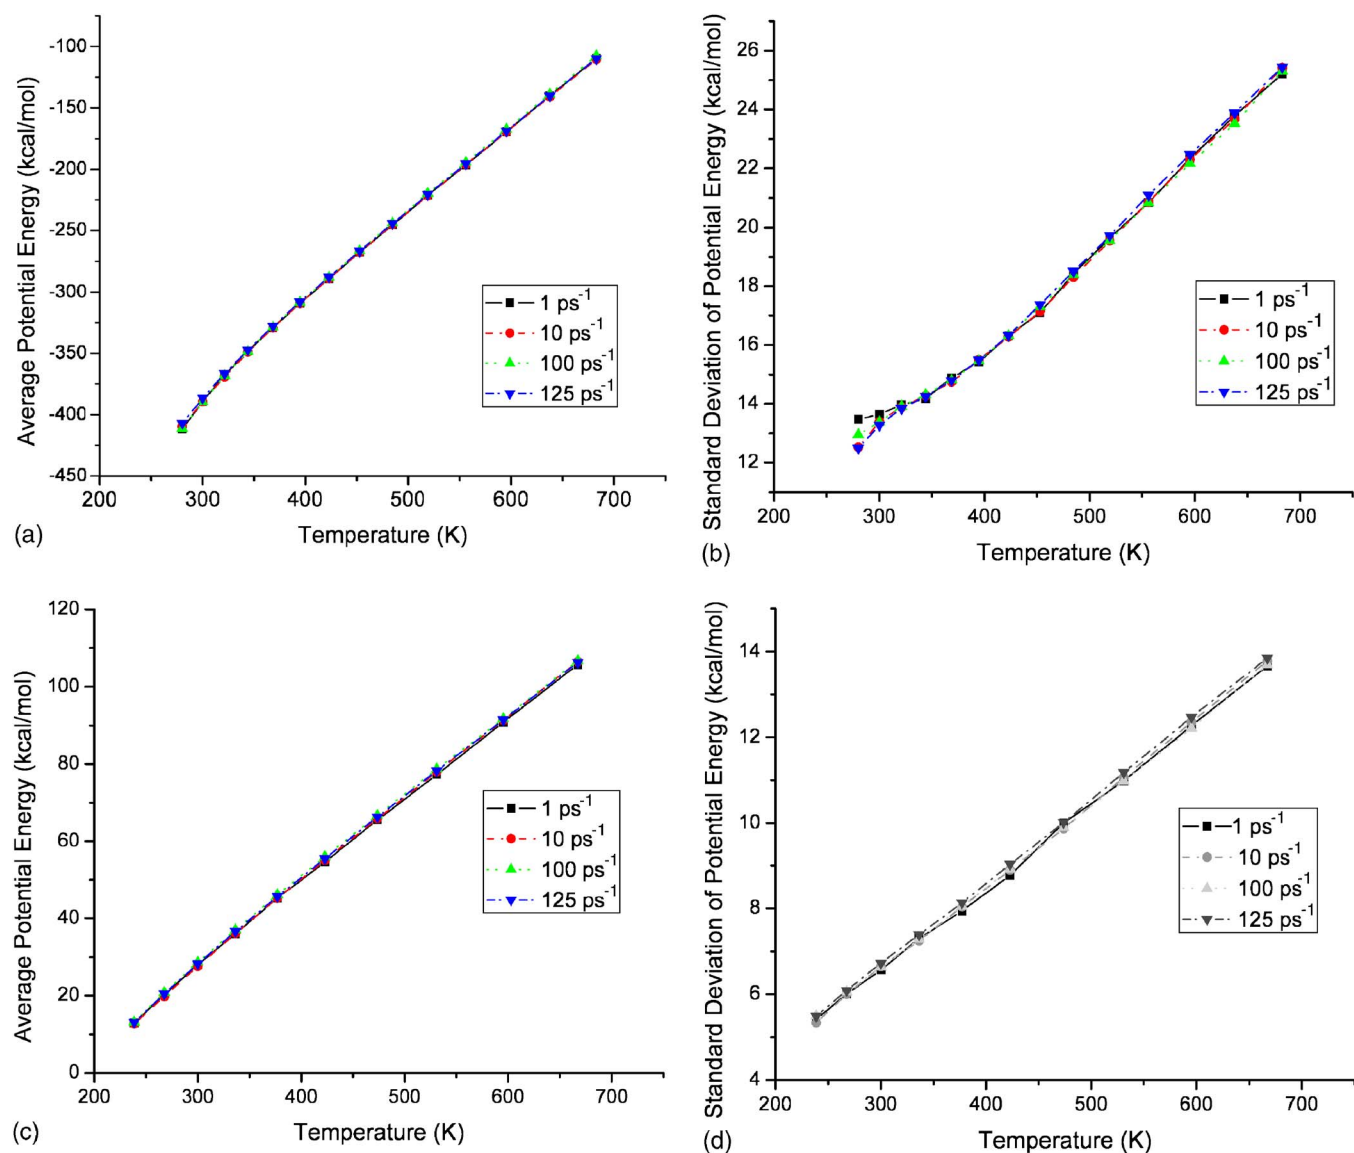 Average Potential Energy (kcal/mol)
-100
-150
-200
-250
-300
-350
-400
-450
200
300
400
500
600
700
Temperature (K)
1 ps⁻¹
10 ps⁻¹
100 ps⁻¹
125 ps⁻¹
(a)
Standard Deviation of Potential Energy (kcal/mol)
26
24
22
20
18
16
14
12
200
300
400
500
600
700
Temperature (K)
1 ps⁻¹
10 ps⁻¹
100 ps⁻¹
125 ps⁻¹
(b)
Average Potential Energy (kcal/mol)
120
100
80
60
40
20
0
200
300
400
500
600
700
Temperature (K)
1 ps⁻¹
10 ps⁻¹
100 ps⁻¹
125 ps⁻¹
(c)
Standard Deviation of Potential Energy (kcal/mol)
14
12
10
8
6
4
200
300
400
500
600
700
Temperature (K)
1 ps⁻¹
10 ps⁻¹
100 ps⁻¹
125 ps⁻¹
(d)